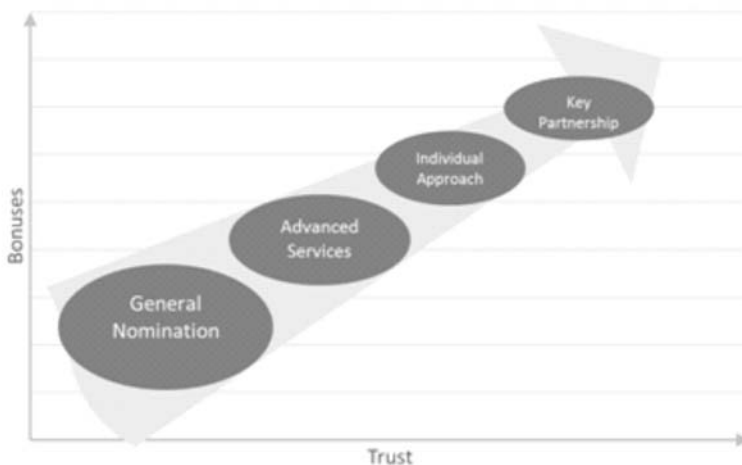 Key
Partnership
Individual
Approach
Advanced
Services
General
Nomination
Bonuses
Trust